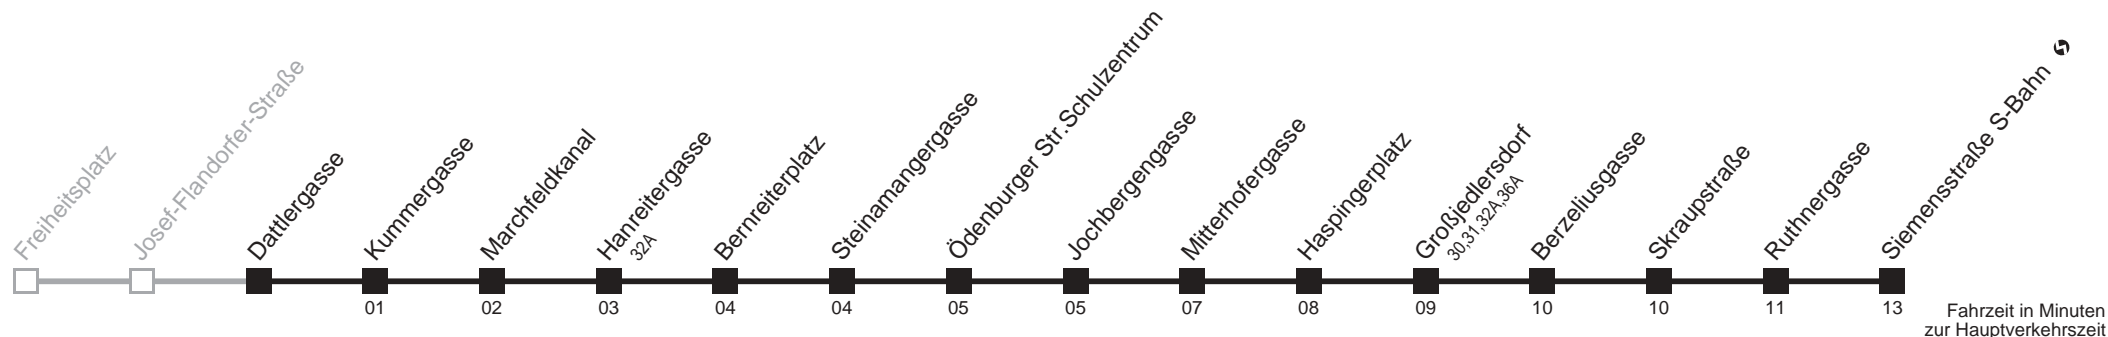 Freiheitsplatz
Josef-Flandorfer-Straße
Dattlergasse
Kummergasse
Marchfeldkanal
Hanreitergasse
32A
Bernreiterplatz
Steinamangergasse
Ödenburger Str.Schulzentrum
Jochbergengasse
Mitterhofergasse
Haspingerplatz
Großjedlersdorf
30,31,32A,36A
Berzeliusgasse
Skraupstraße
Ruthnergasse
Siemensstraße S-Bahn
01 02 03 04 04 05 05 07 08 09 10 10 11 13
Fahrzeit in Minuten
zur Hauptverkehrszeit